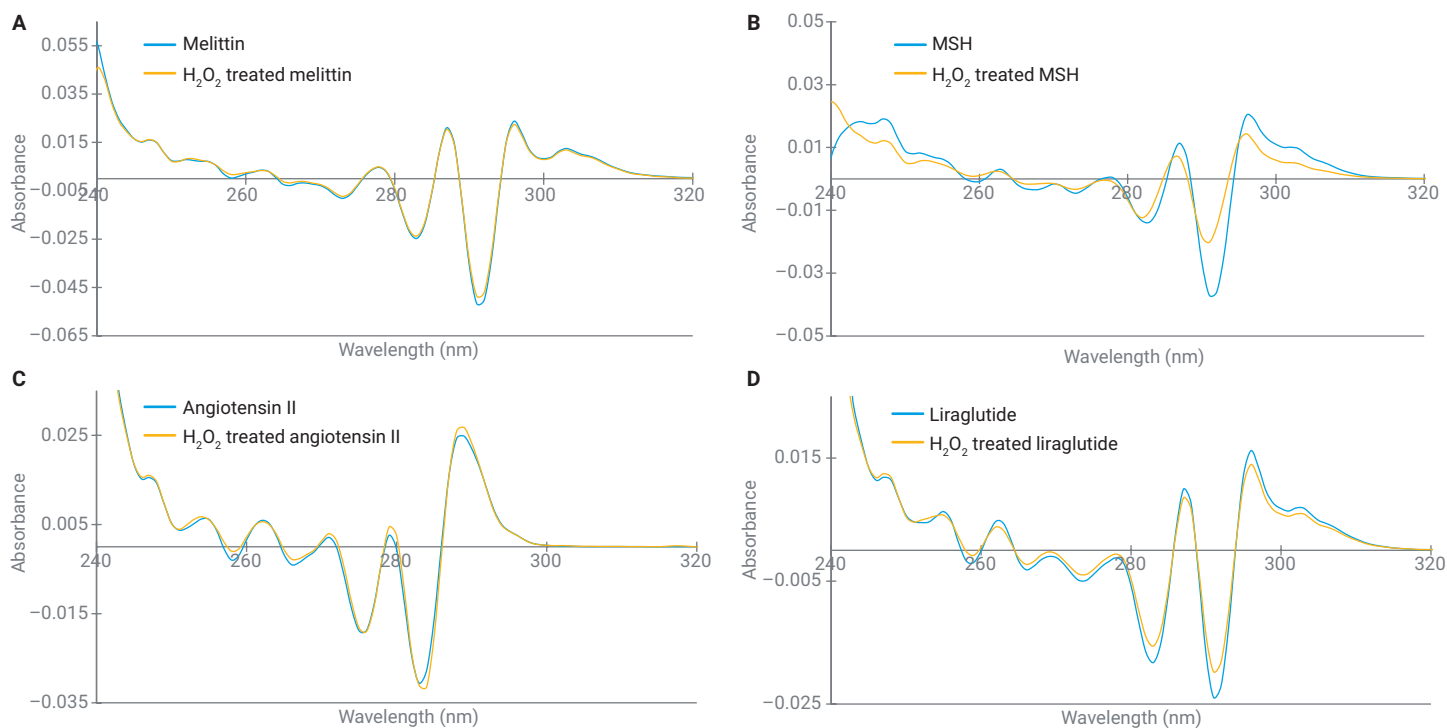 A
Melittin
H₂O₂ treated melittin
0.055
0.035
0.015
−0.005
−0.025
−0.045
−0.065
240
260
280
300
320
Absorbance
Wavelength (nm)
B
MSH
H₂O₂ treated MSH
0.05
0.03
0.01
−0.01
−0.03
−0.05
240
260
280
300
320
Absorbance
Wavelength (nm)
C
Angiotensin II
H₂O₂ treated angiotensin II
0.025
0.005
−0.015
−0.035
240
260
280
300
320
Absorbance
Wavelength (nm)
D
Liraglutide
H₂O₂ treated liraglutide
0.015
−0.005
−0.025
240
260
280
300
320
Absorbance
Wavelength (nm)